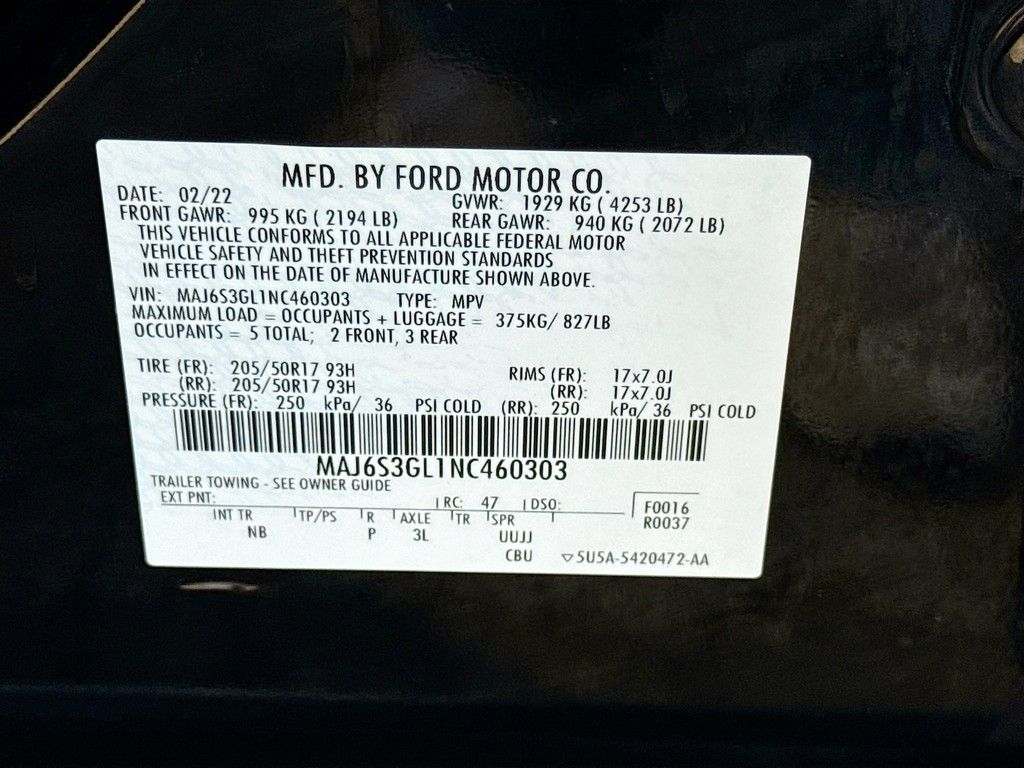 MFD. BY FORD MOTOR CO.
DATE: 02/22 GVWR: 1929 KG ( 4253 LB)
FRONT GAWR: 995 KG ( 2194 LB) REAR GAWR: 940 KG ( 2072 LB)
THIS VEHICLE CONFORMS TO ALL APPLICABLE FEDERAL MOTOR
VEHICLE SAFETY AND THEFT PREVENTION STANDARDS
IN EFFECT ON THE DATE OF MANUFACTURE SHOWN ABOVE.
VIN: MAJ6S3GL1NC460303 TYPE: MPV
MAXIMUM LOAD = OCCUPANTS + LUGGAGE = 375KG/ 827LB
OCCUPANTS = 5 TOTAL; 2 FRONT, 3 REAR
TIRE (FR): 205/50R17 93H RIMS (FR): 17x7.0J
(RR): 205/50R17 93H (RR): 17x7.0J
PRESSURE (FR): 250 kPa/ 36 PSI COLD (RR): 250 kPa/ 36 PSI COLD
MAJ6S3GL1NC460303
TRAILER TOWING - SEE OWNER GUIDE
EXT PNT: RC: 47 DSO: F0016
INT TR TP/PS R AXLE TR SPR R0037
NB P 3L UUJJ
CBU ▽5U5A-5420472-AA